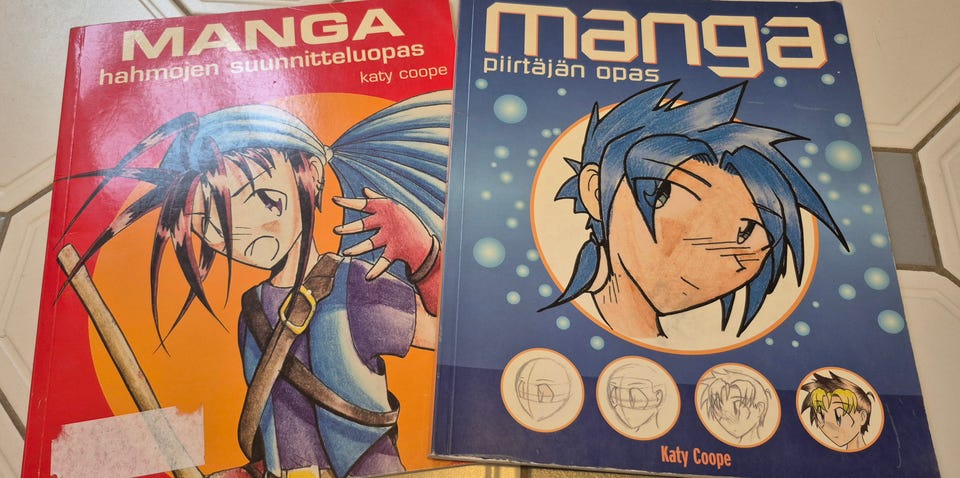 MANGA
hahmojen suunnitteluopas
katy coope
manga
piirtäjän opas
Katy Coope